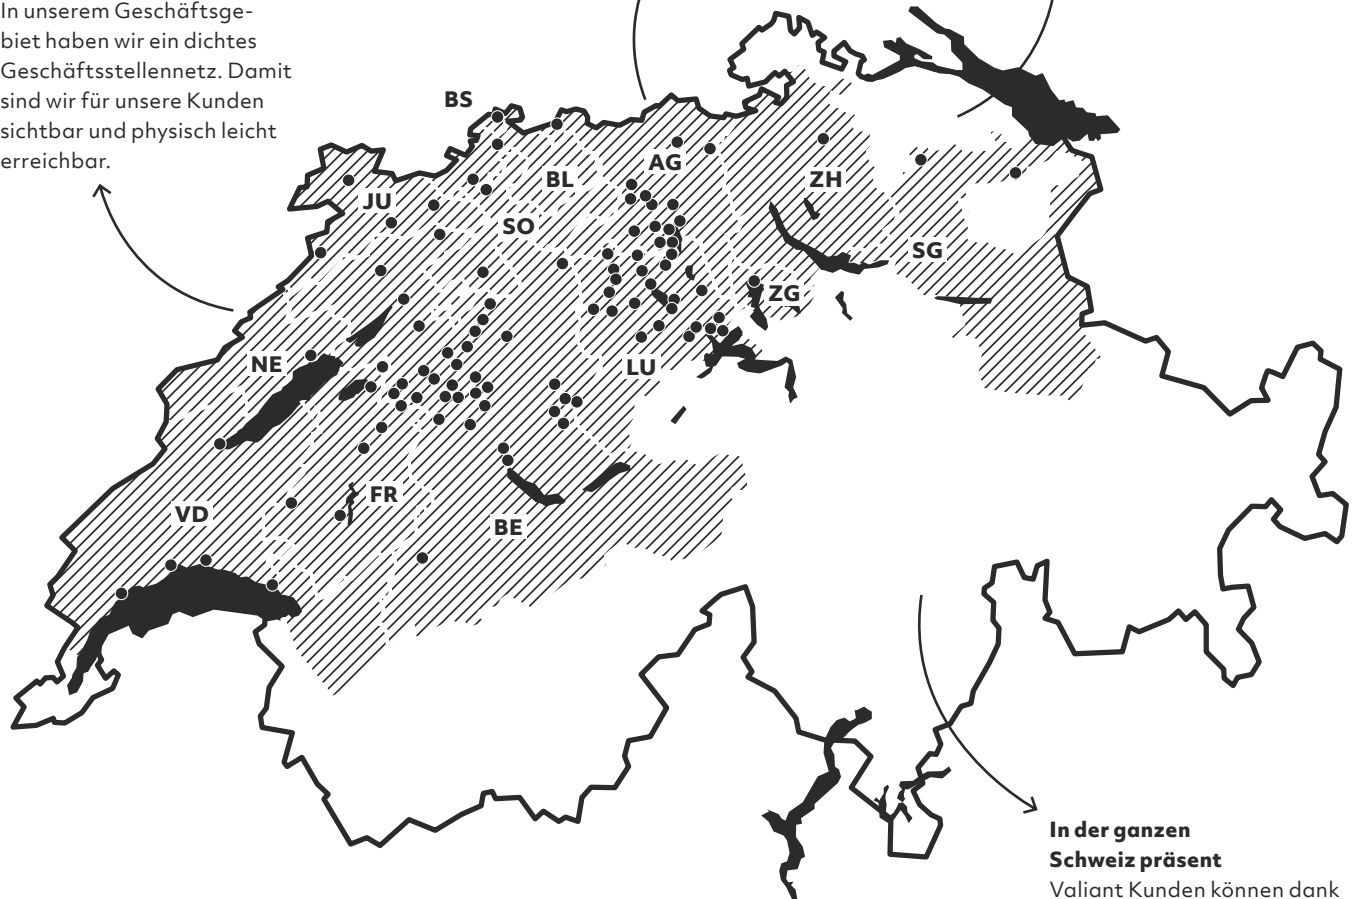 In unserem Geschäftsge-
biet haben wir ein dichtes
Geschäftsstellennetz. Damit
sind wir für unsere Kunden
sichtbar und physisch leicht
erreichbar.
BS
AG
BL
ZH
JU
SO
SG
ZG
NE
LU
FR
VD
BE
In der ganzen
Schweiz präsent
Valiant Kunden können dank